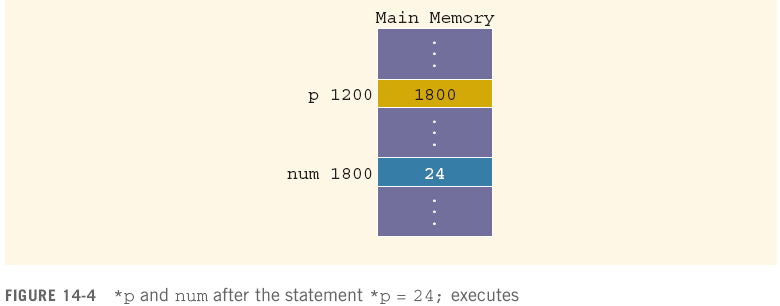 Main Memory
p 1200 1800
num 1800 24
FIGURE 14-4 *p and num after the statement *p = 24; executes